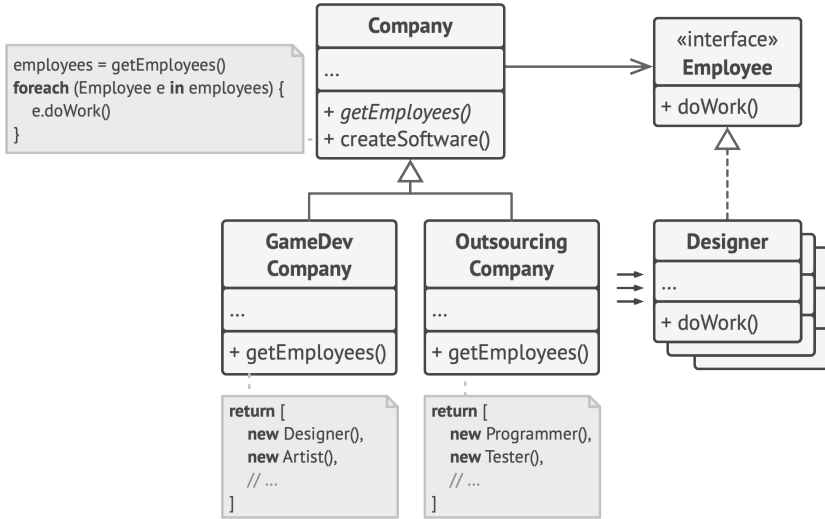 Company
...
+ getEmployees()
+ createSoftware()
employees = getEmployees()
foreach (Employee e in employees) {
e.doWork()
}
«interface»
Employee
+ doWork()
GameDev
Company
...
+ getEmployees()
Outsourcing
Company
...
+ getEmployees()
Designer
...
+ doWork()
return [
new Designer(),
new Artist(),
// ...
]
return [
new Programmer(),
new Tester(),
// ...
]